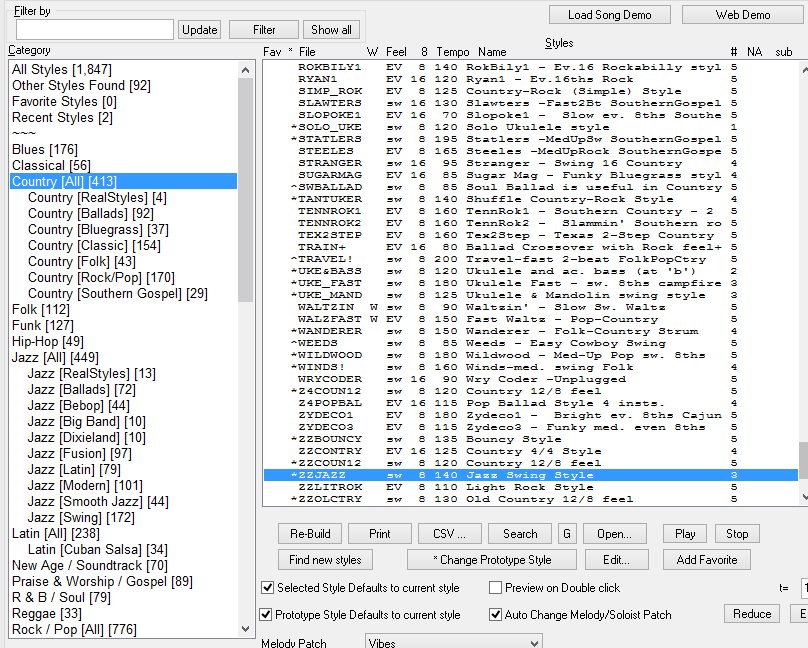 Filter by
Update Filter Show all Load Song Demo Web Demo
Category Styles
Fav * File W Feel 8 Tempo Name # NA sub
All Styles [1,847]
Other Styles Found [92]
Favorite Styles [0]
Recent Styles [2]
~~~
Blues [176]
Classical [56]
Country [All] [413]
Country [RealStyles] [4]
Country [Ballads] [92]
Country [Bluegrass] [37]
Country [Classic] [154]
Country [Folk] [43]
Country [Rock/Pop] [170]
Country [Southern Gospel] [29]
Folk [112]
Funk [127]
Hip-Hop [49]
Jazz [All] [449]
Jazz [RealStyles] [13]
Jazz [Ballads] [72]
Jazz [Bebop] [44]
Jazz [Big Band] [10]
Jazz [Dixieland] [10]
Jazz [Fusion] [97]
Jazz [Latin] [79]
Jazz [Modern] [101]
Jazz [Smooth Jazz] [44]
Jazz [Swing] [172]
Latin [All] [238]
Latin [Cuban Salsa] [34]
New Age / Soundtrack [70]
Praise & Worship / Gospel [89]
R & B / Soul [79]
Reggae [33]
Rock / Pop [All] [776]
ROKBILY1 EV 8 140 RokBily1 - Ev.16 Rockabilly styl 5
RYAN1 EV 16 120 Ryan1 - Ev.16ths Rock 5
SIMP_ROK EV 8 125 Country-Rock (Simple) Style 5
SLAWTERS sw 16 130 Slawters -Fast2Bt SouthernGospel 5
SLOPOKE1 EV 16 70 Slopoke1 - Slow ev. 8ths Southe 5
*SOLO_UKE sw 8 120 Solo Ukulele style 1
*STATLERS sw 8 195 Statlers -MedUpSw SouthernGospel 5
STEELES EV 8 165 Steeles -MedUpRock SouthernGospe 5
STRANGER sw 16 95 Stranger - Swing 16 Country 4
SUGARMAG EV 16 85 Sugar Mag - Funky Bluegrass styl 4
^SWBALLAD sw 8 85 Soul Ballad is useful in Country 5
*TANTUKER sw 8 140 Shuffle Country-Rock Style 4
TENNROK1 EV 8 160 TennRok1 - Southern Country - 2 5
TENNROK2 EV 8 160 TennRok2 - Slammin' Southern ro 5
TEX2STEP EV 8 160 Tex2Step - Texas 2-Step Country 5
TRAIN+ EV 16 80 Ballad Crossover with Rock feel+ 5
^TRAVEL! sw 8 200 Travel-fast 2-beat FolkPopCtry 5
*UKE&BASS sw 8 120 Ukulele and ac. bass (at 'b') 2
*UKE_FAST sw 8 180 Ukulele Fast - sw. 8ths campfire 3
*UKE_MAND sw 8 125 Ukulele & Mandolin swing style 3
WALTZIN W sw 8 90 Waltzin' - Slow Sw. Waltz 5
WALZFAST W EV 8 150 Fast Waltz - Pop-Country 5
*WANDERER sw 8 150 Wanderer - Folk-Country Strum 4
^WEEDS sw 8 85 Weeds - Easy Cowboy Swing 5
*WILDWOOD sw 8 180 Wildwood - Med-Up Pop sw. 8ths 5
*WINDS! sw 8 160 Winds-med. swing Folk 4
WRYCODER sw 16 90 Wry Coder -Unplugged 5
*Z4COUN12 sw 8 120 Country 12/8 feel 5
Z4POPBAL EV 16 115 Pop Ballad Style 4 insts. 4
ZYDECO1 EV 8 180 Zydeco1 - Bright ev. 8ths Cajun 5
ZYDECO3 EV 8 115 Zydeco3 - Funky med. even 8ths 5
*ZZBOUNCY sw 8 135 Bouncy Style 5
ZZCONTRY EV 16 125 Country 4/4 Style 5
*ZZCOUN12 sw 8 120 Country 12/8 feel 5
*ZZJAZZ sw 8 140 Jazz Swing Style 3
ZZLITROK EV 8 110 Light Rock Style 5
*ZZOLCTRY sw 8 130 Old Country 12/8 feel 5
Re-Build Print CSV ... Search G Open... Play Stop
Find new styles * Change Prototype Style Edit... Add Favorite
Selected Style Defaults to current style Preview on Double click t=
Prototype Style Defaults to current style Auto Change Melody/Soloist Patch Reduce E
Melody Patch Vibes